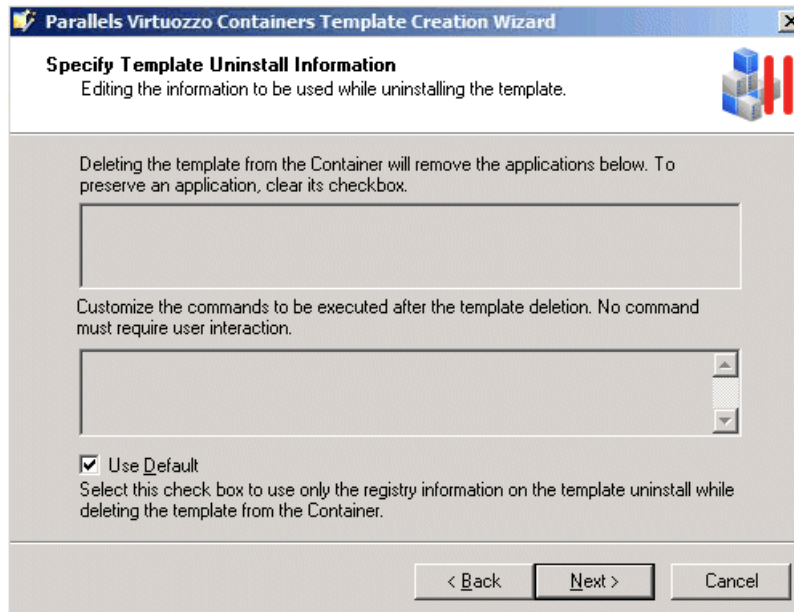 Parallels Virtuozzo Containers Template Creation Wizard
Specify Template Uninstall Information
Editing the information to be used while uninstalling the template.
Deleting the template from the Container will remove the applications below. To
preserve an application, clear its checkbox.
Customize the commands to be executed after the template deletion. No command
must require user interaction.
Use Default
Select this check box to use only the registry information on the template uninstall while
deleting the template from the Container.
< Back
Next >
Cancel